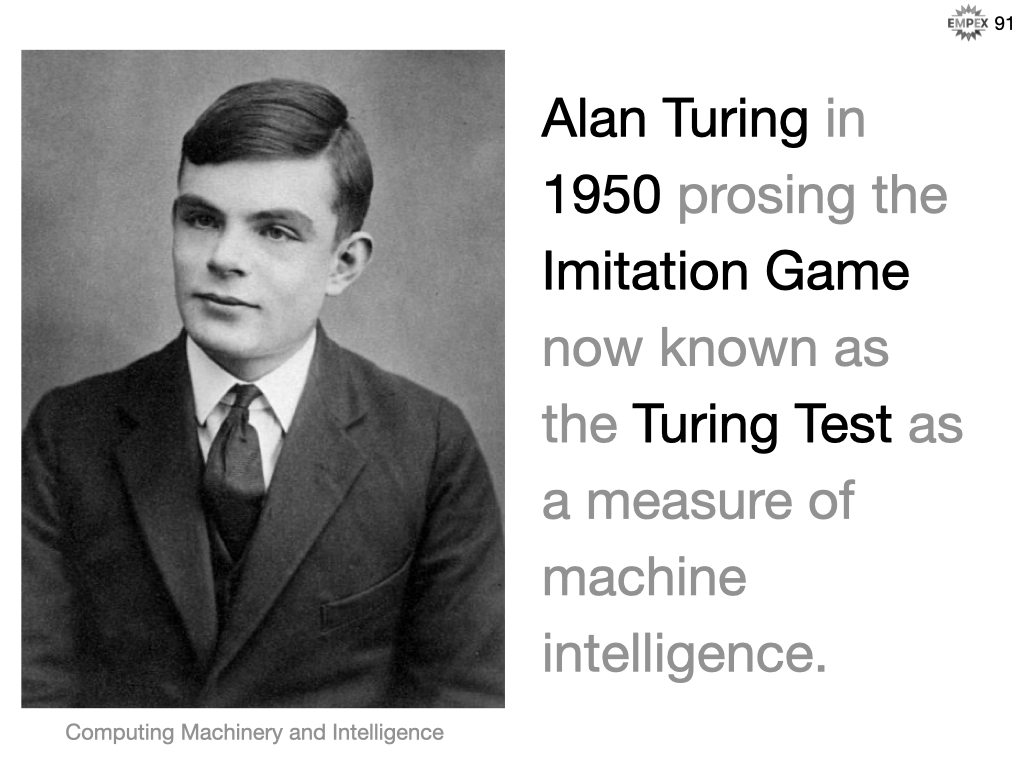 EMPEX 91
Alan Turing in
1950 prosing the
Imitation Game
now known as
the Turing Test as
a measure of
machine
intelligence.
Computing Machinery and Intelligence